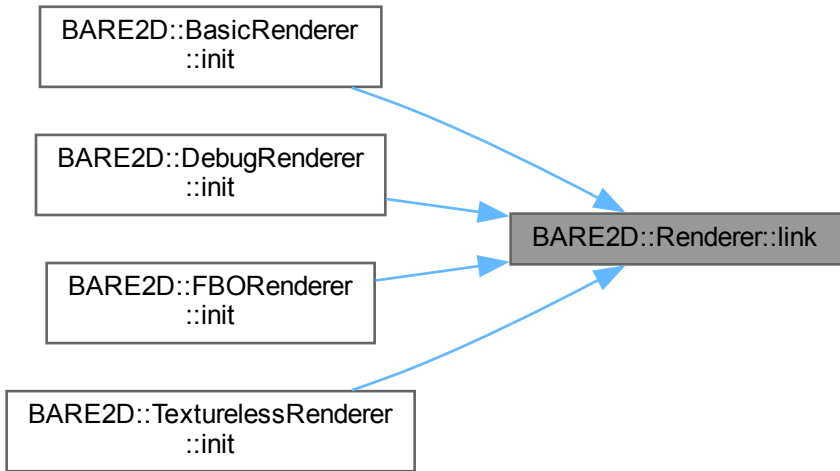 BARE2D::BasicRenderer
::init
BARE2D::DebugRenderer
::init
BARE2D::Renderer::link
BARE2D::FBORenderer
::init
BARE2D::TexturelessRenderer
::init